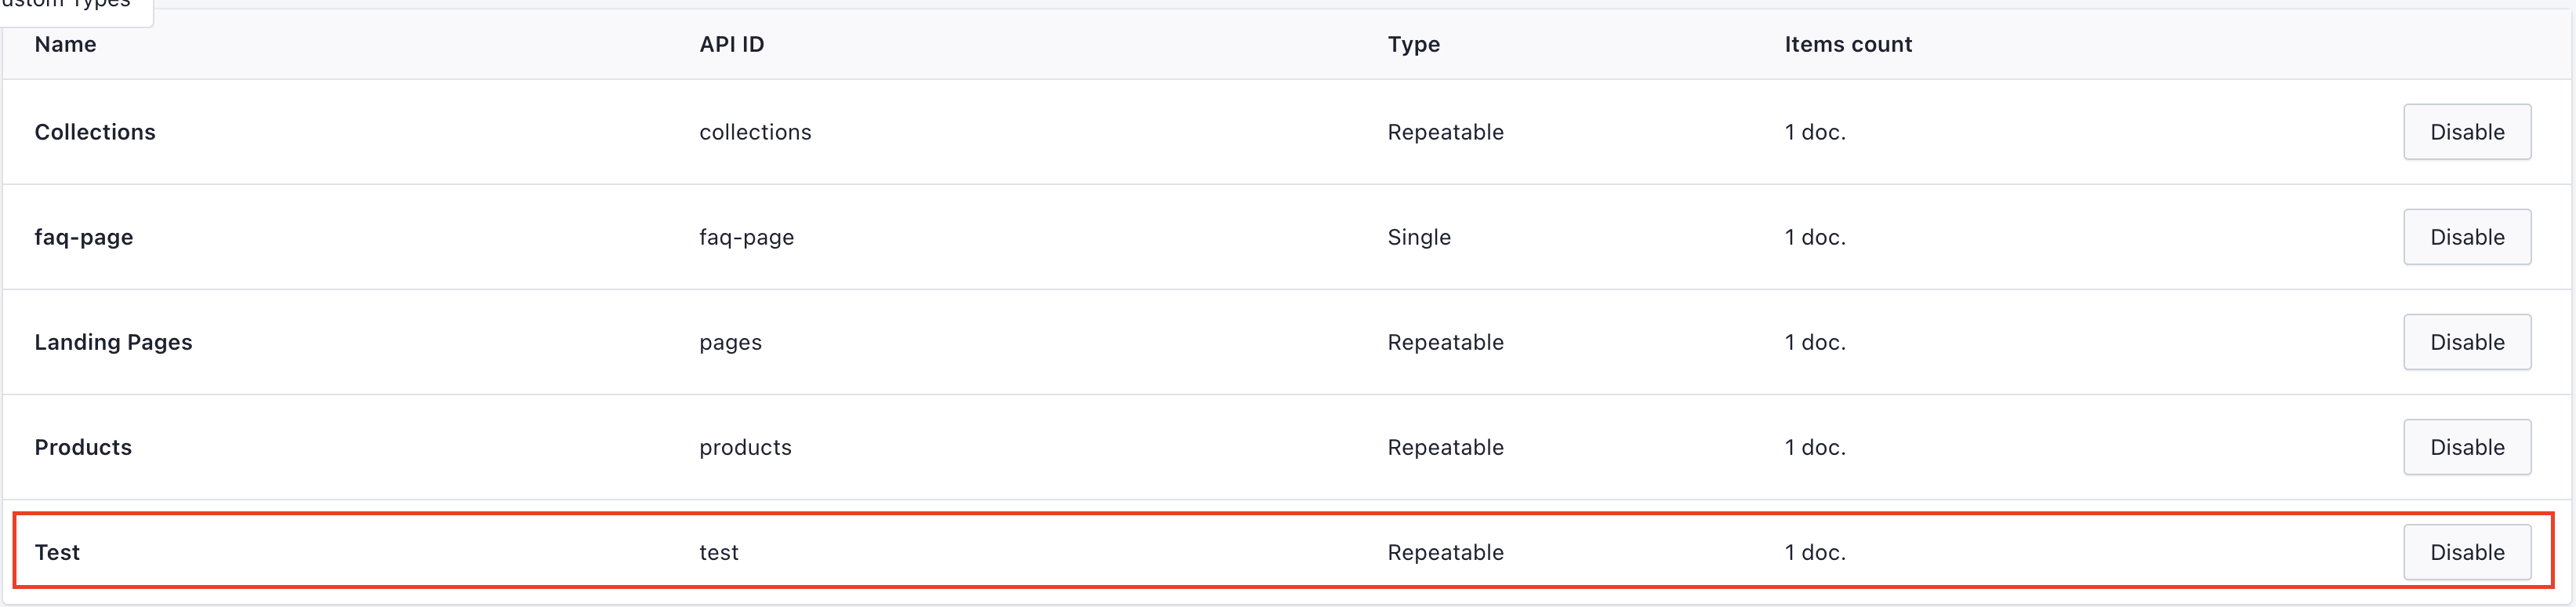 Types
Name API ID Type Items count
Collections collections Repeatable 1 doc. Disable
faq-page faq-page Single 1 doc. Disable
Landing Pages pages Repeatable 1 doc. Disable
Products products Repeatable 1 doc. Disable
Test test Repeatable 1 doc. Disable